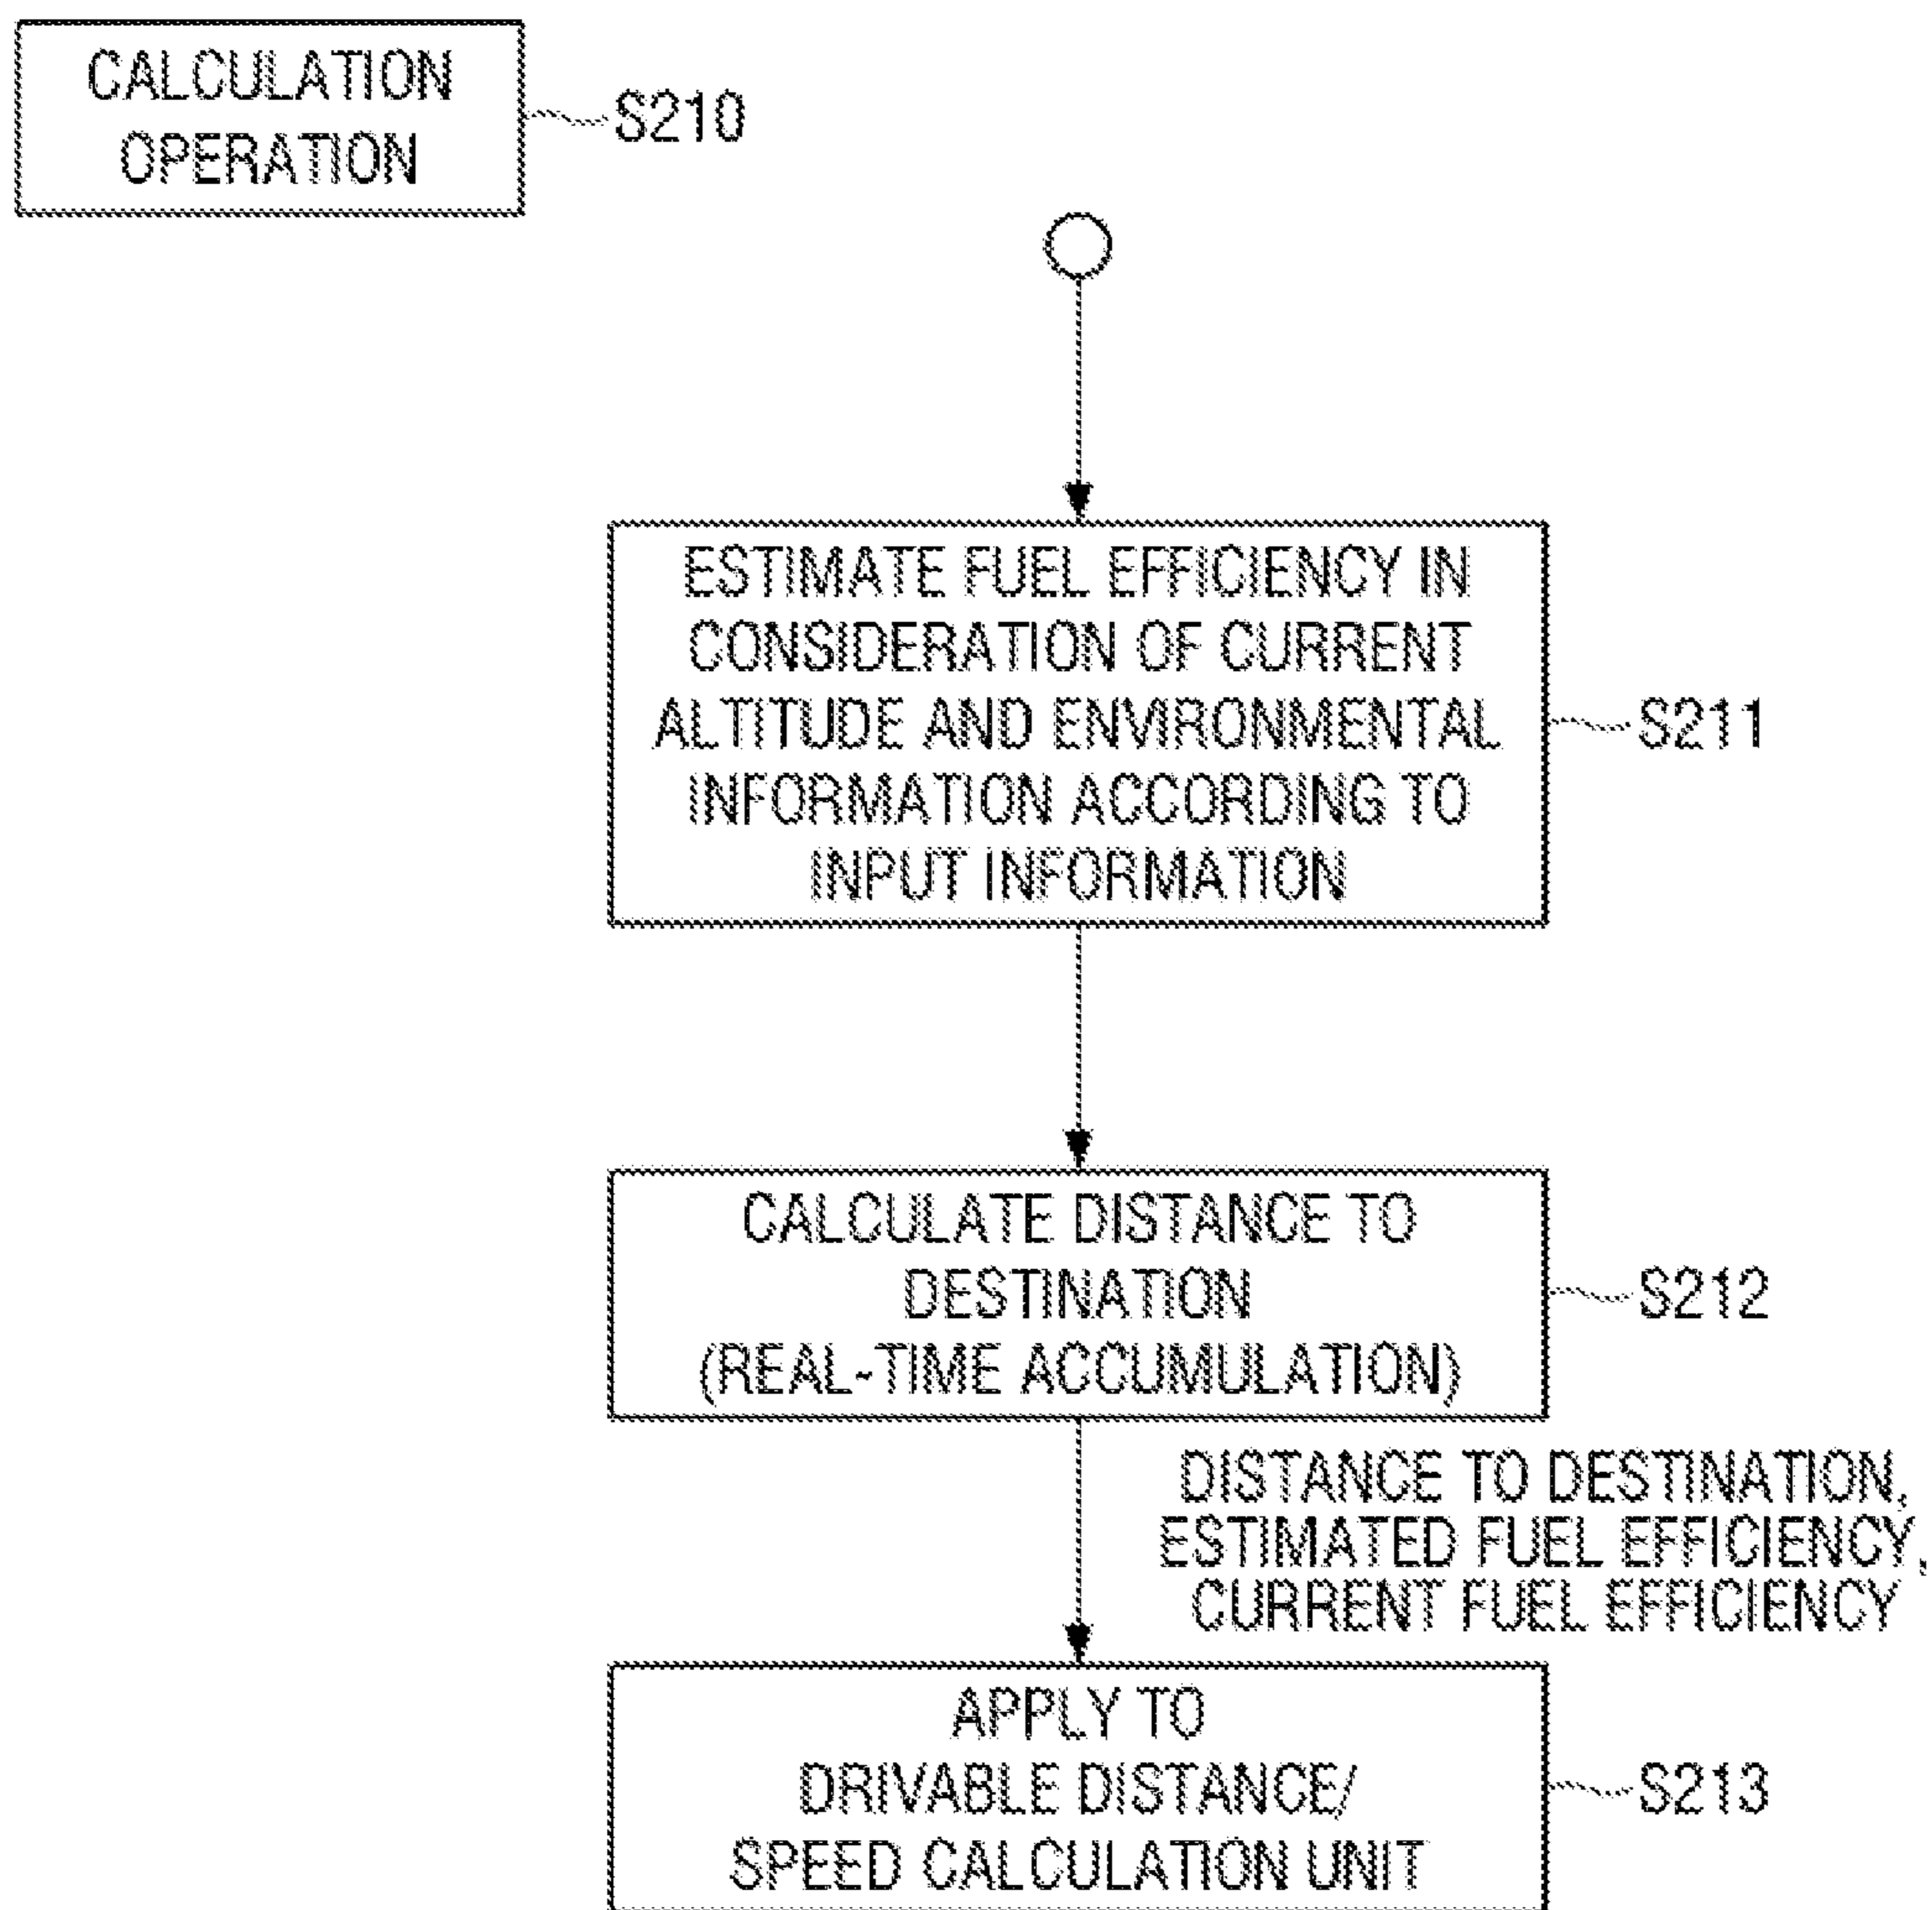 CALCULATION
OPERATION
S210
ESTIMATE FUEL EFFICIENCY IN
CONSIDERATION OF CURRENT
ALTITUDE AND ENVIRONMENTAL
INFORMATION ACCORDING TO
INPUT INFORMATION
S211
CALCULATE DISTANCE TO
DESTINATION
(REAL-TIME ACCUMULATION)
S212
DISTANCE TO DESTINATION,
ESTIMATED FUEL EFFICIENCY,
CURRENT FUEL EFFICIENCY
APPLY TO
DRIVABLE DISTANCE/
SPEED CALCULATION UNIT
S213